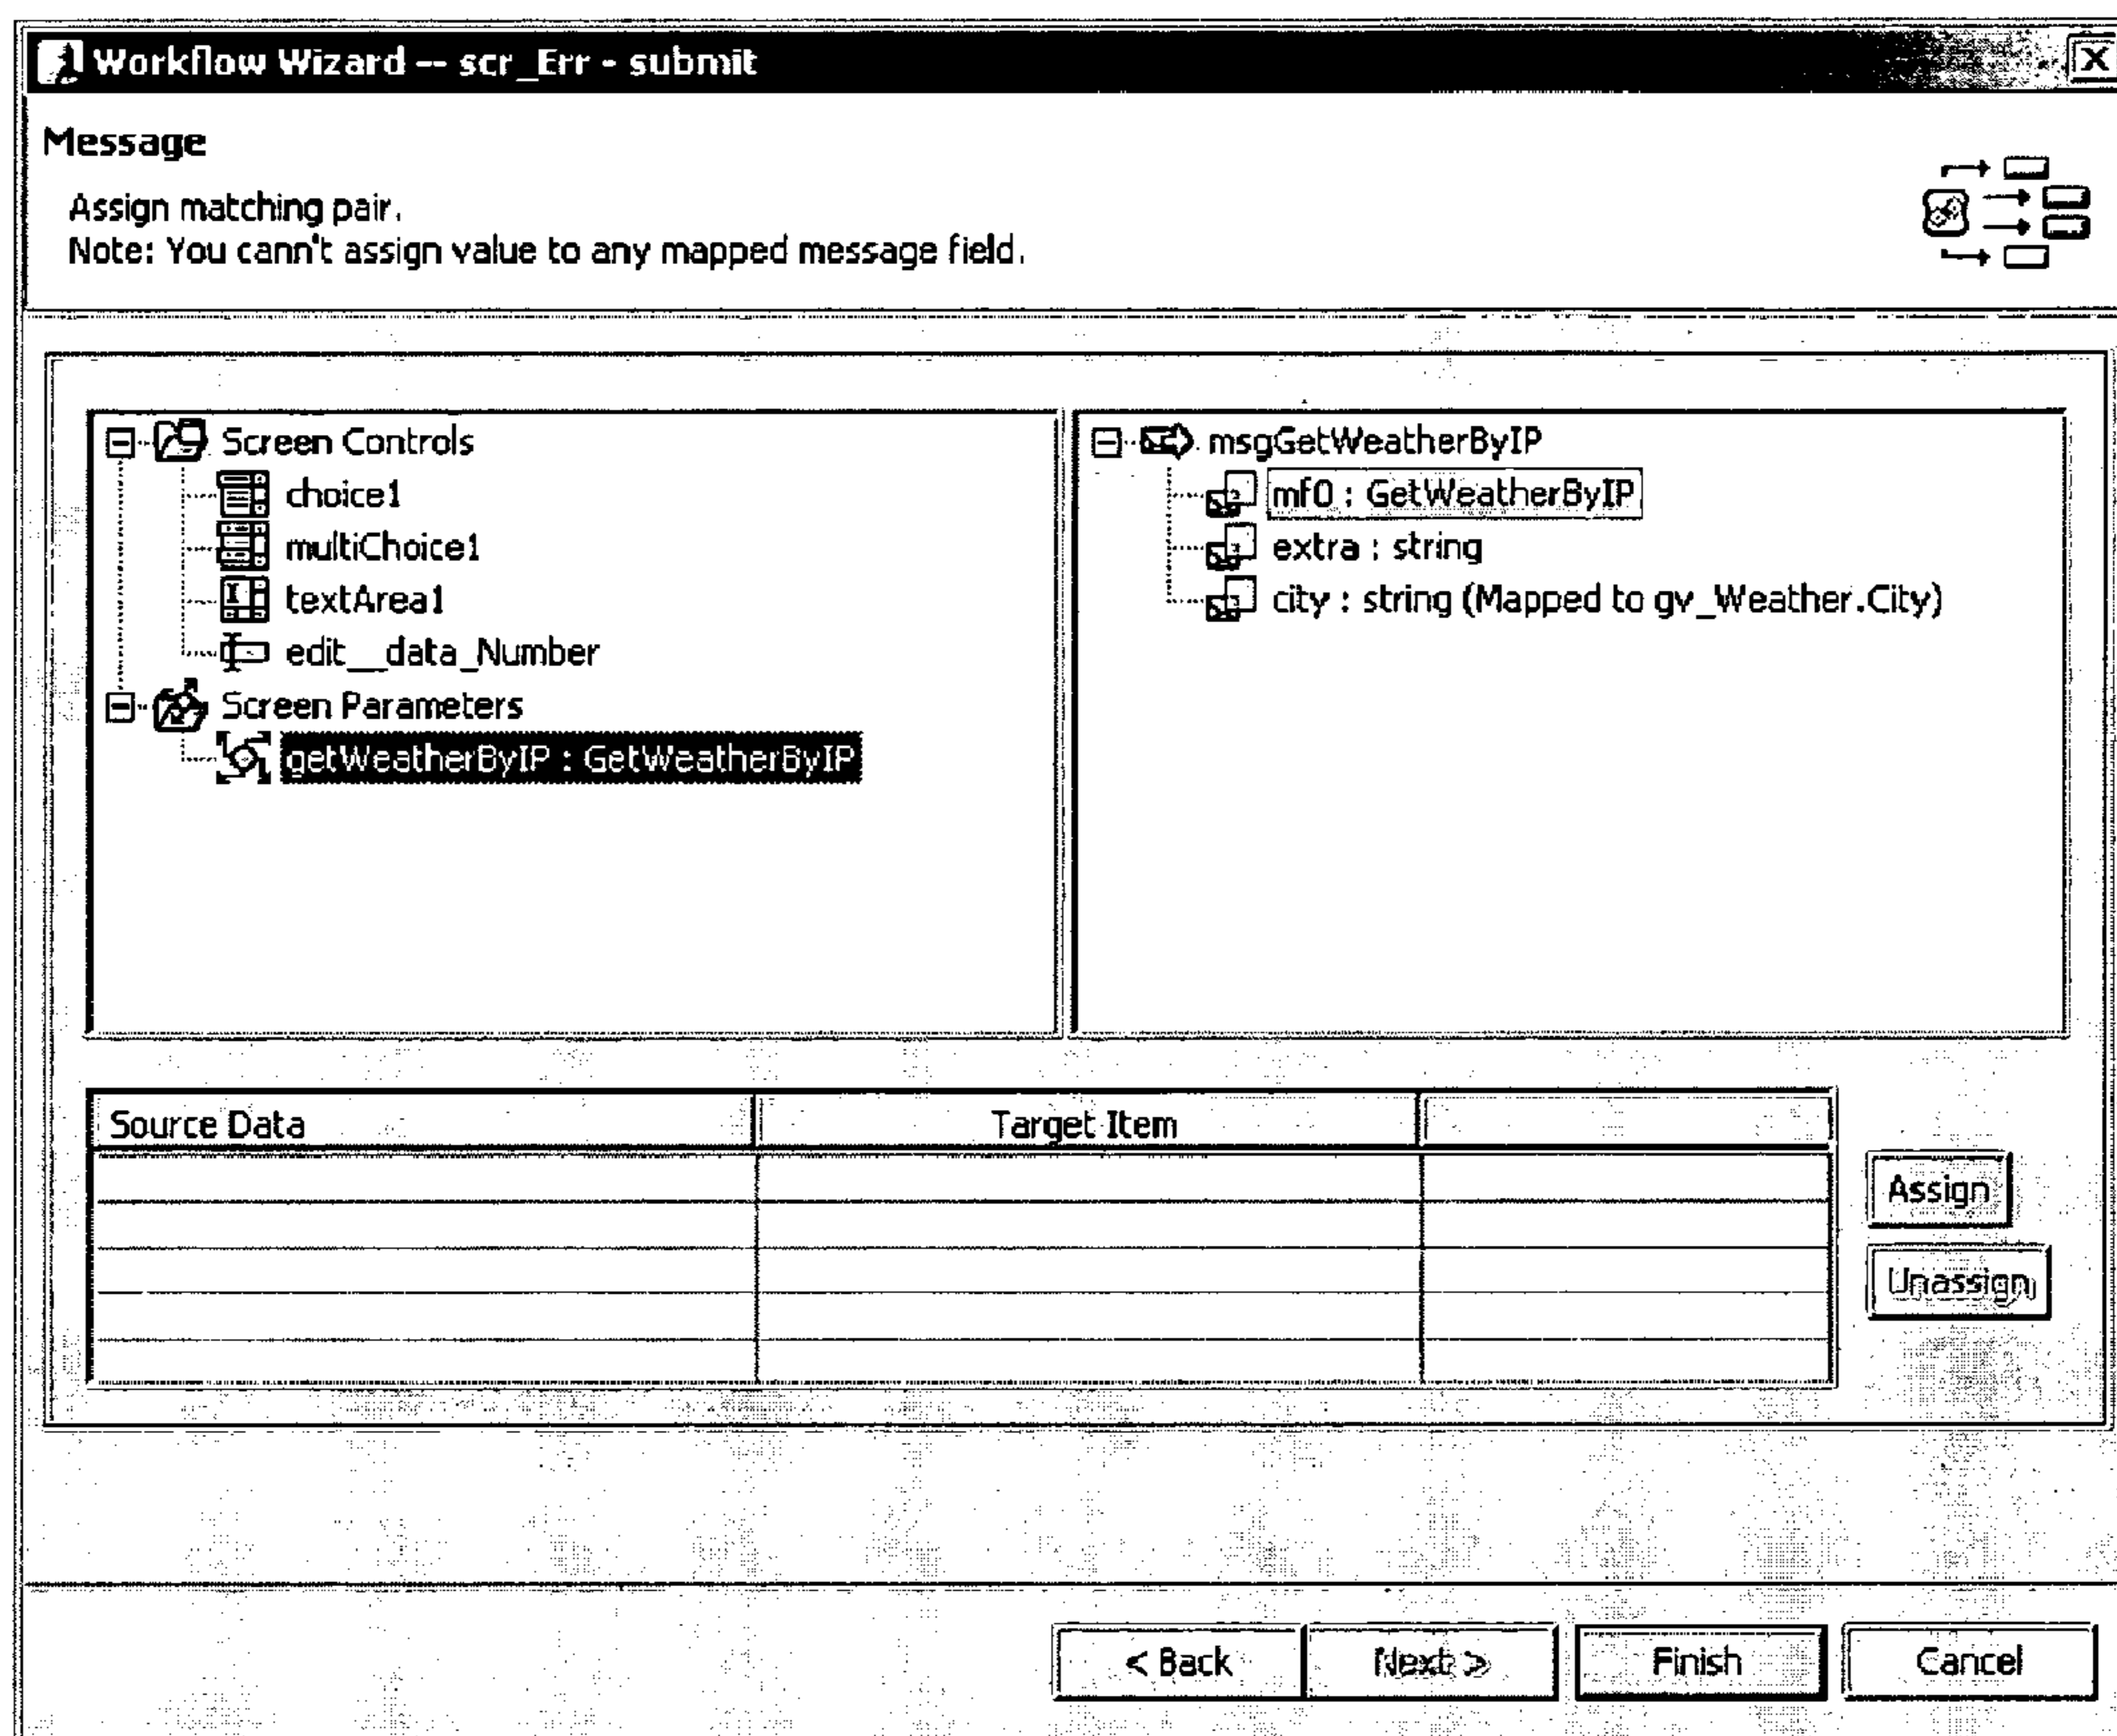 Workflow Wizard -- scr_Err - submit
Message
Assign matching pair.
Note: You cann't assign value to any mapped message field.
Screen Controls
choice1
multiChoice1
textArea1
edit__data_Number
Screen Parameters
getWeatherByIP : GetWeatherByIP
msgGetWeatherByIP
mf0 : GetWeatherByIP
extra : string
city : string (Mapped to gv_Weather.City)
Source Data Target Item
Assign
Unassign
< Back Next > Finish Cancel